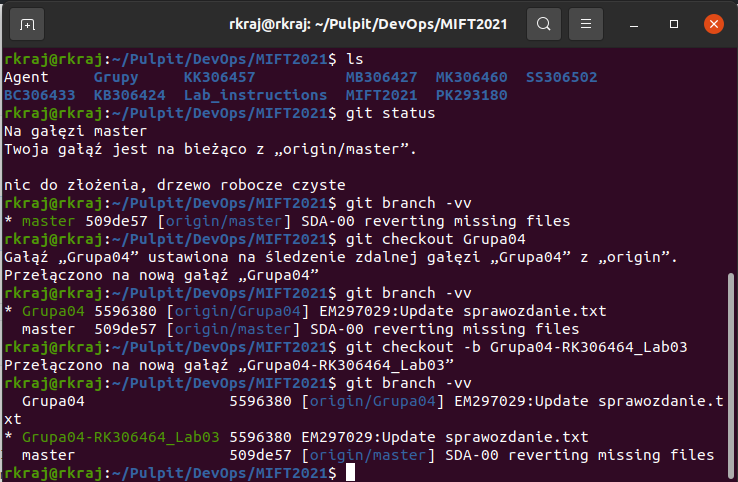 rkraj@rkraj: ~/Pulpit/DevOps/MIFT2021
rkraj@rkraj:~/Pulpit/DevOps/MIFT2021$ ls
Agent     Grupy     KK306457          MB306427  MK306460  SS306502
BC306433  KB306424  Lab_instructions  MIFT2021  PK293180
rkraj@rkraj:~/Pulpit/DevOps/MIFT2021$ git status
Na gałęzi master
Twoja gałąź jest na bieżąco z „origin/master”.
nic do złożenia, drzewo robocze czyste
rkraj@rkraj:~/Pulpit/DevOps/MIFT2021$ git branch -vv
* master 509de57 [origin/master] SDA-00 reverting missing files
rkraj@rkraj:~/Pulpit/DevOps/MIFT2021$ git checkout Grupa04
Gałąź „Grupa04” ustawiona na śledzenie zdalnej gałęzi „Grupa04” z „origin”.
Przełączono na nową gałąź „Grupa04”
rkraj@rkraj:~/Pulpit/DevOps/MIFT2021$ git branch -vv
* Grupa04 5596380 [origin/Grupa04] EM297029:Update sprawozdanie.txt
  master  509de57 [origin/master] SDA-00 reverting missing files
rkraj@rkraj:~/Pulpit/DevOps/MIFT2021$ git checkout -b Grupa04-RK306464_Lab03
Przełączono na nową gałąź „Grupa04-RK306464_Lab03”
rkraj@rkraj:~/Pulpit/DevOps/MIFT2021$ git branch -vv
  Grupa04                5596380 [origin/Grupa04] EM297029:Update sprawozdanie.t
xt
* Grupa04-RK306464_Lab03 5596380 EM297029:Update sprawozdanie.txt
  master                 509de57 [origin/master] SDA-00 reverting missing files
rkraj@rkraj:~/Pulpit/DevOps/MIFT2021$